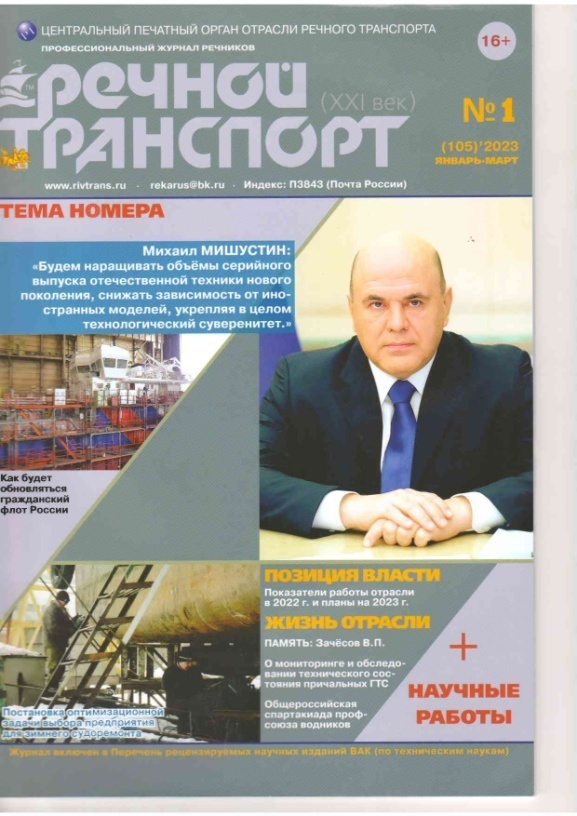 ЦЕНТРАЛЬНЫЙ ПЕЧАТНЫЙ ОРГАН ОТРАСЛИ РЕЧНОГО ТРАНСПОРТА
ПРОФЕССИОНАЛЬНЫЙ ЖУРНАЛ РЕЧНИКОВ
16+
РЕЧНОЙ
(XXI век)
ТРАНСПОРТ
№1
(105)'2023
ЯНВАРЬ-МАРТ
www.rivtrans.ru · rekarus@bk.ru · Индекс: П3843 (Почта России)
ТЕМА НОМЕРА
Михаил МИШУСТИН:
«Будем наращивать объёмы серийного
выпуска отечественной техники нового
поколения, снижать зависимость от ино-
странных моделей, укрепляя в целом
технологический суверенитет.»
Как будет
обновляться
гражданский
флот России
ПОЗИЦИЯ ВЛАСТИ
Показатели работы отрасли
в 2022 г. и планы на 2023 г.
ЖИЗНЬ ОТРАСЛИ
ПАМЯТЬ: Зачёсов В.П.
О мониторинге и обследо-
вании технического сос-
тояния причальных ГТС
Общероссийская
спартакиада проф-
союза водников
+
НАУЧНЫЕ
РАБОТЫ
Постановка оптимизационной
задачи выбора предприятия
для зимнего судоремонта
Журнал включен в Перечень рецензируемых научных изданий ВАК (по техническим наукам)